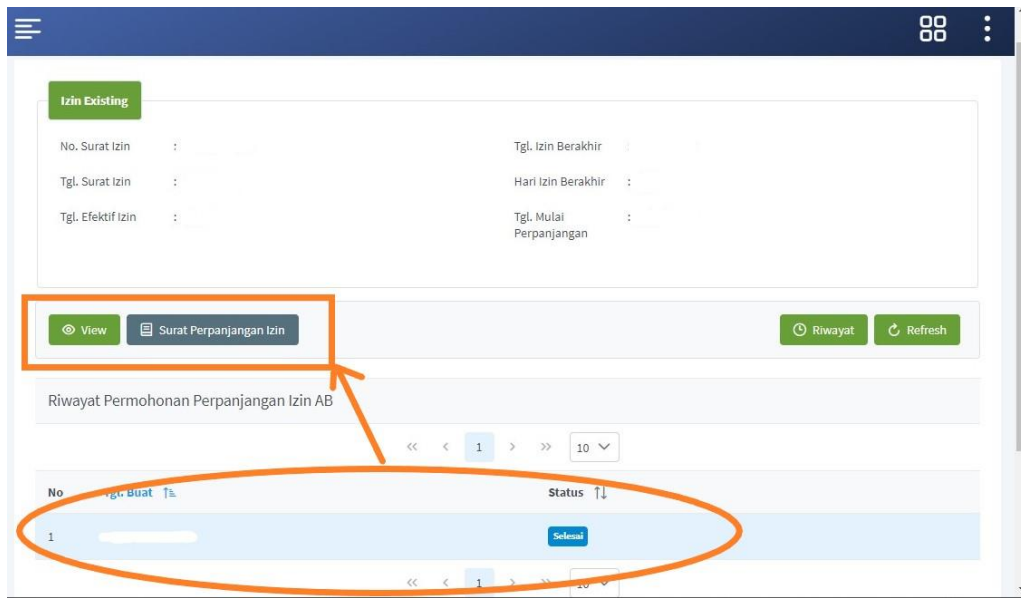 Izin Existing
No. Surat Izin :
Tgl. Izin Berakhir :
Tgl. Surat Izin :
Hari Izin Berakhir :
Tgl. Efektif Izin :
Tgl. Mulai Perpanjangan :
View
Surat Perpanjangan Izin
Riwayat
Refresh
Riwayat Permohonan Perpanjangan Izin AB
<< < 1 > >> 10
No Tgl. Buat Status
1 Selesai
<< < 1 > >> 10